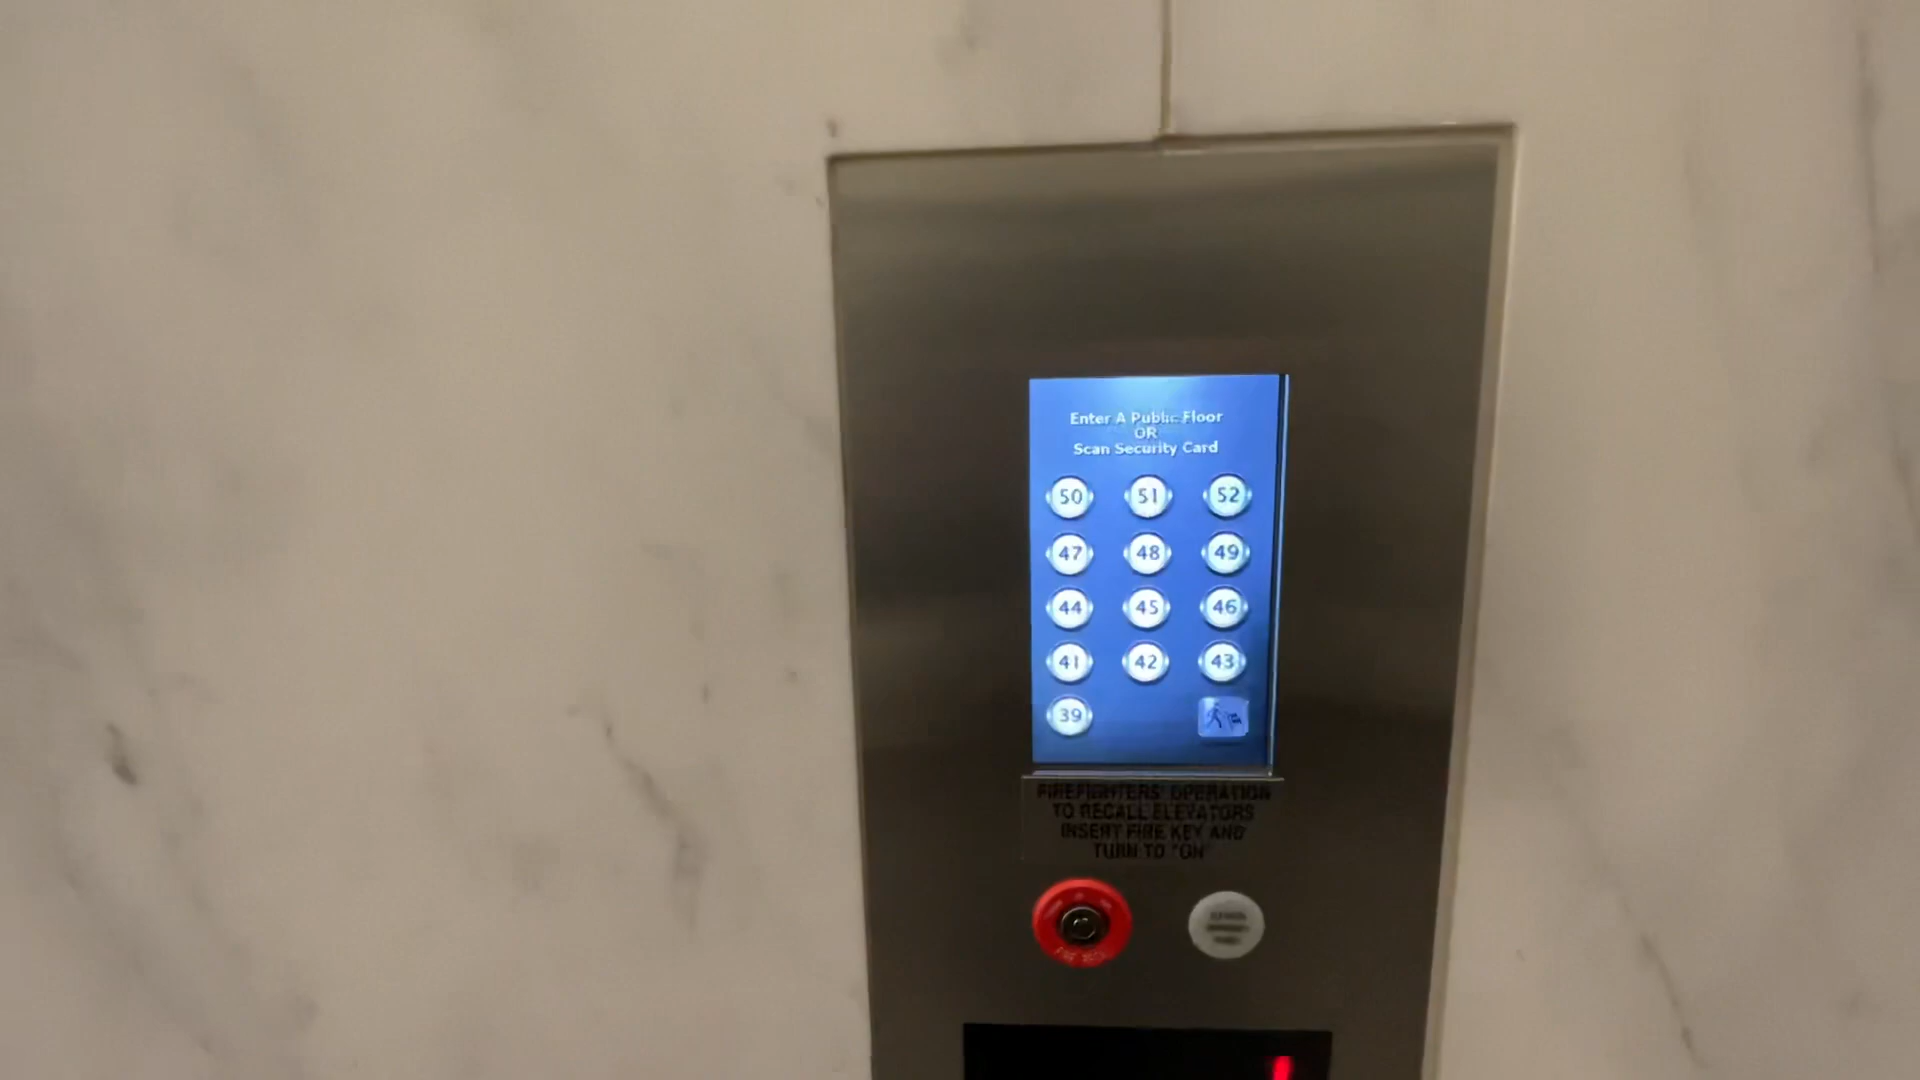 Enter A Public Floor
OR
Scan Security Card
50 51 52
47 48 49
44 45 46
41 42 43
39
FIREFIGHTERS' OPERATION
TO RECALL ELEVATORS
INSERT FIRE KEY AND
TURN TO "ON"